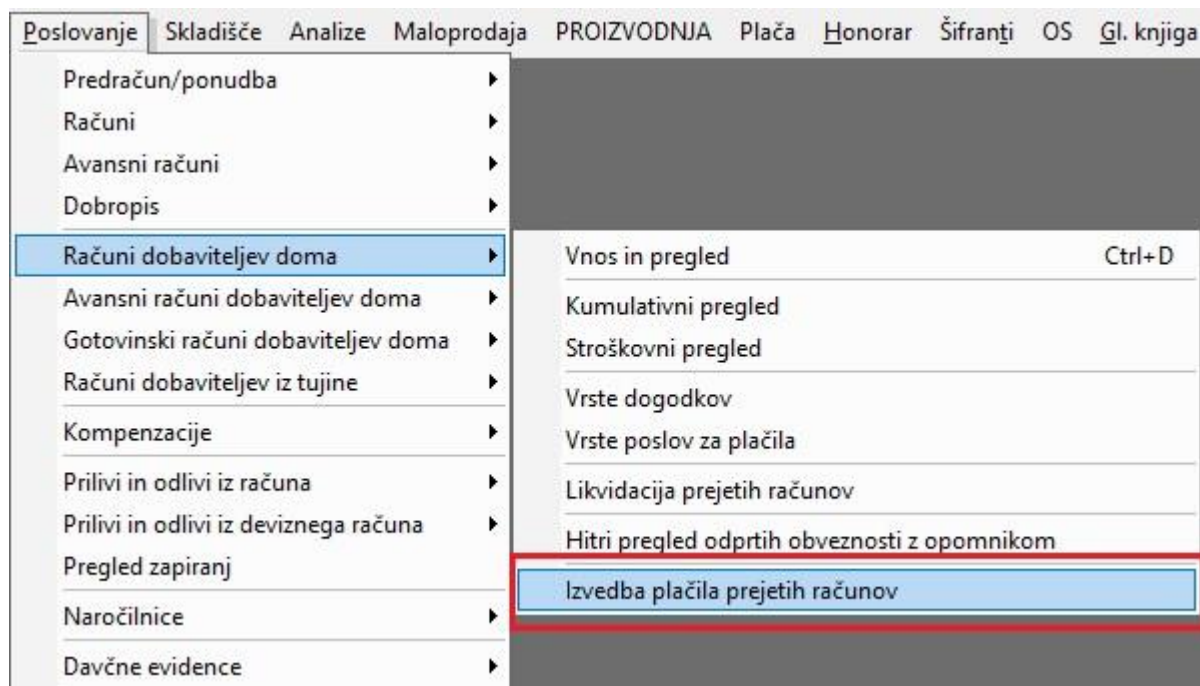 Poslovanje Skladišče Analize Maloprodaja PROIZVODNJA Plača Honorar Šifranti OS Gl. knjiga
Predračun/ponudba
Računi
Avansni računi
Dobropis
Računi dobaviteljev doma
Avansni računi dobaviteljev doma
Gotovinski računi dobaviteljev doma
Računi dobaviteljev iz tujine
Kompenzacije
Prilivi in odlivi iz računa
Prilivi in odlivi iz deviznega računa
Pregled zapiranj
Naročilnice
Davčne evidence
Vnos in pregled Ctrl+D
Kumulativni pregled
Stroškovni pregled
Vrste dogodkov
Vrste poslov za plačila
Likvidacija prejetih računov
Hitri pregled odprtih obveznosti z opomnikom
Izvedba plačila prejetih računov